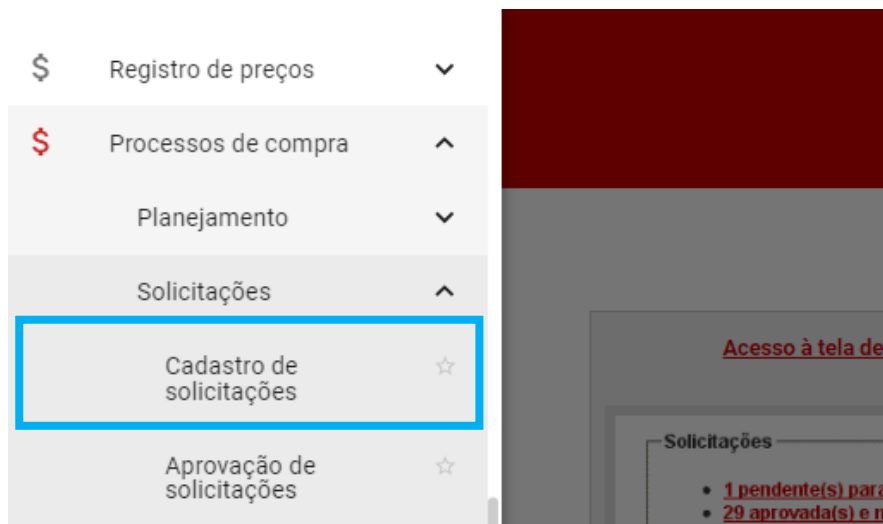 $ Registro de preços
$ Processos de compra
Planejamento
Solicitações
Cadastro de
solicitações
Aprovação de
solicitações
Acesso à tela de
Solicitações
1 pendente(s) para
29 aprovada(s) e n